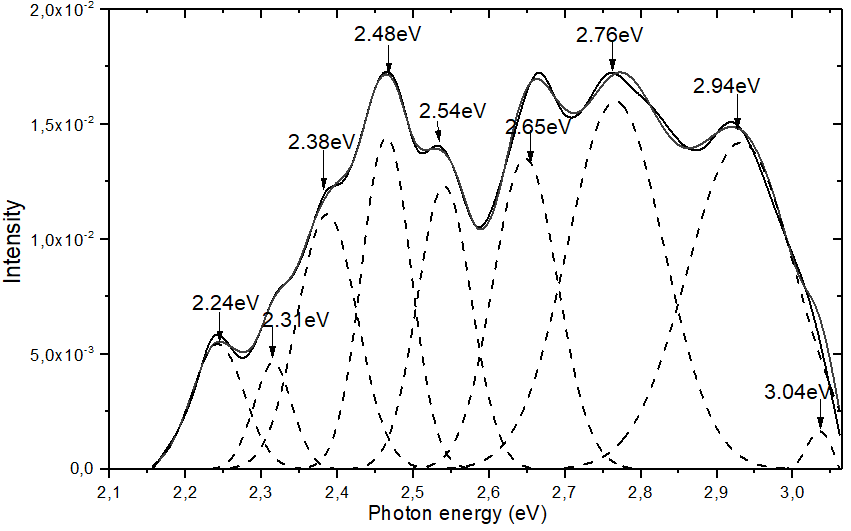 2,0x10⁻²
1,5x10⁻²
1,0x10⁻²
5,0x10⁻³
0,0
Intensity
2.24eV
2.31eV
2.38eV
2.48eV
2.54eV
2.65eV
2.76eV
2.94eV
3.04eV
2,1 2,2 2,3 2,4 2,5 2,6 2,7 2,8 2,9 3,0
Photon energy (eV)